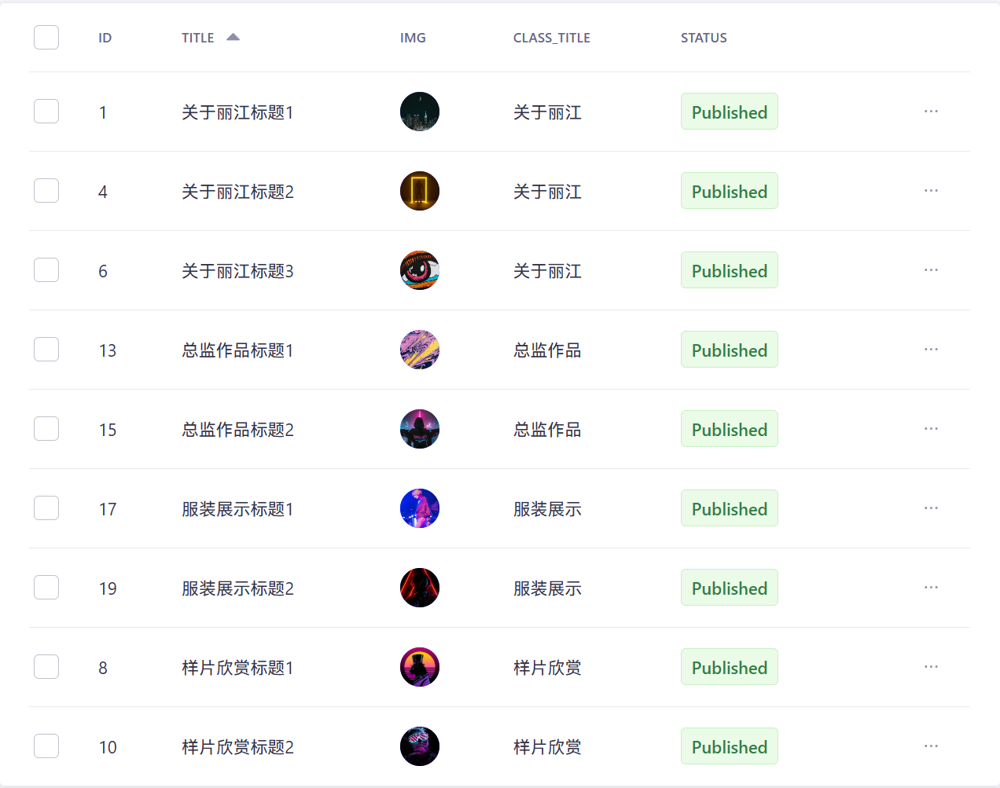 ID TITLE IMG CLASS_TITLE STATUS
1 关于丽江标题1 关于丽江 Published ...
4 关于丽江标题2 关于丽江 Published ...
6 关于丽江标题3 关于丽江 Published ...
13 总监作品标题1 总监作品 Published ...
15 总监作品标题2 总监作品 Published ...
17 服装展示标题1 服装展示 Published ...
19 服装展示标题2 服装展示 Published ...
8 样片欣赏标题1 样片欣赏 Published ...
10 样片欣赏标题2 样片欣赏 Published ...